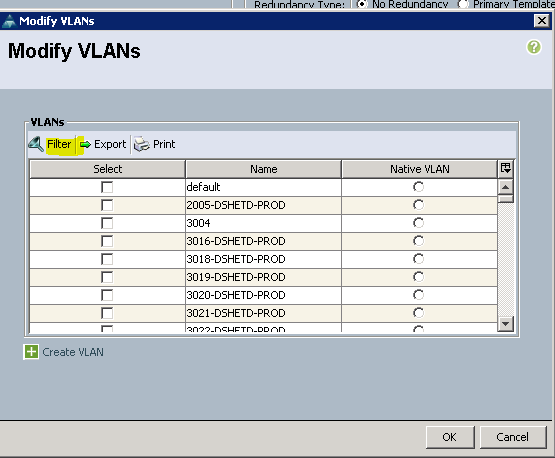 Redundancy Type: No Redundancy Primary Template
Modify VLANs
Modify VLANs
?
VLANs
Filter Export Print
Select Name Native VLAN
default
2005-DSHETD-PROD
3004
3016-DSHETD-PROD
3018-DSHETD-PROD
3019-DSHETD-PROD
3020-DSHETD-PROD
3021-DSHETD-PROD
3022-DSHETD-PROD
Create VLAN
OK Cancel